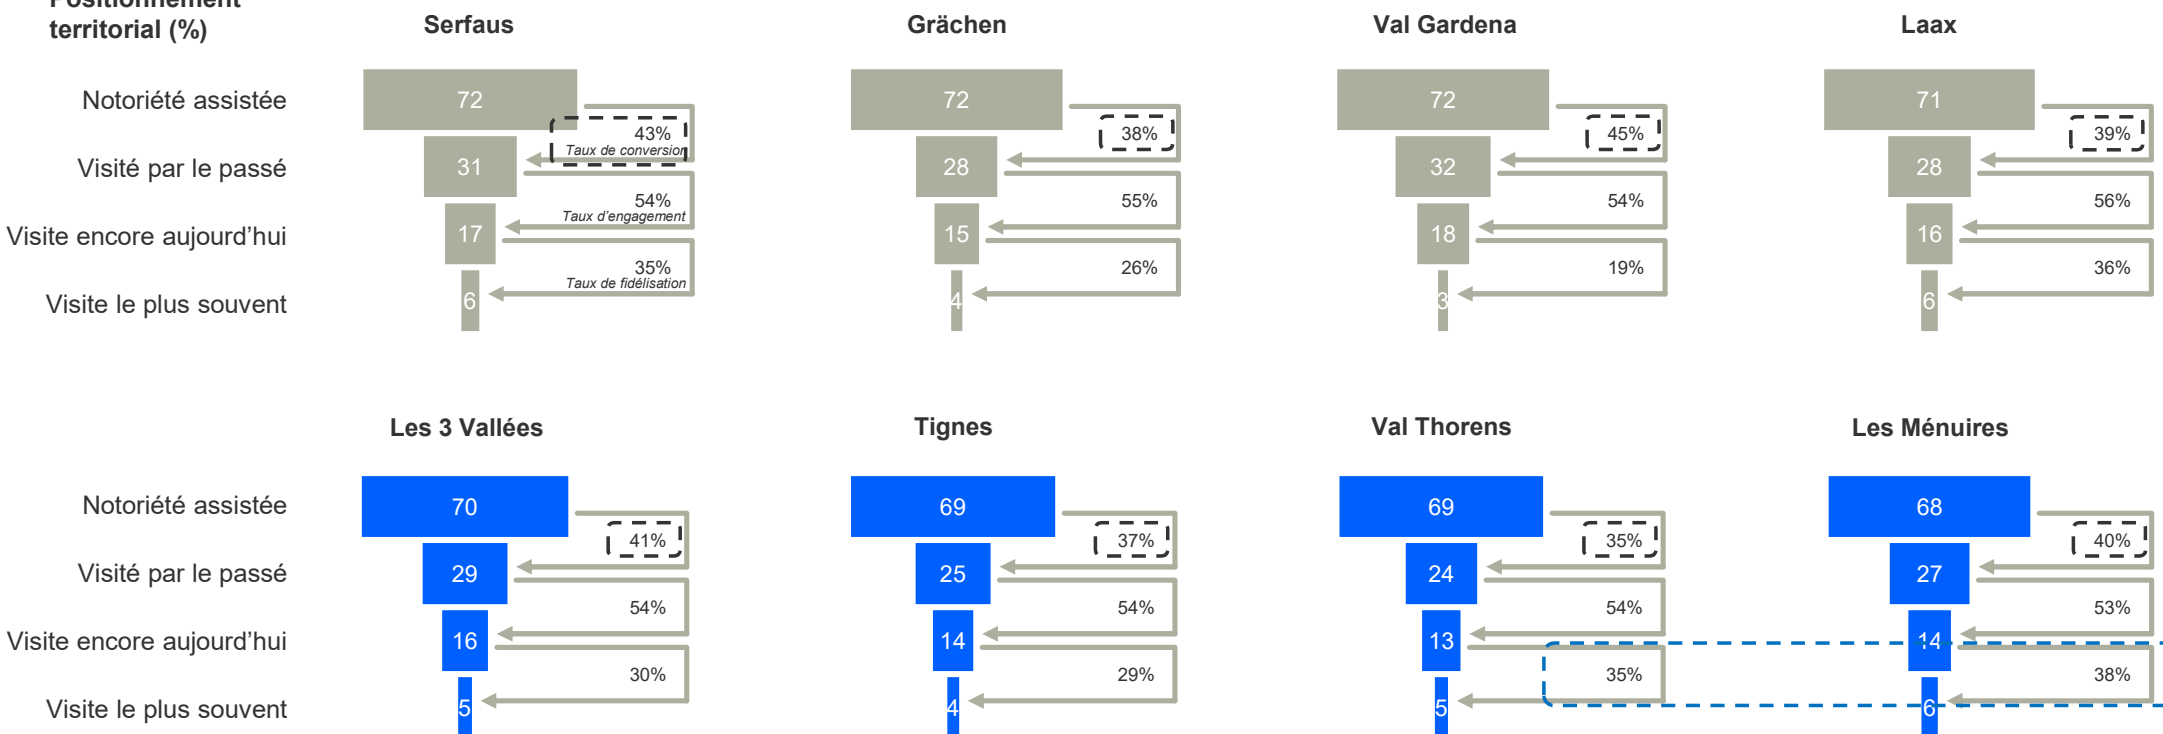 Positionnement
territorial (%)
Serfaus
Grächen
Val Gardena
Laax
Notoriété assistée
72
72
72
71
43%
Taux de conversion
38%
45%
39%
Visité par le passé
31
28
32
28
54%
Taux d'engagement
55%
54%
56%
Visite encore aujourd'hui
17
15
18
16
35%
Taux de fidélisation
26%
19%
36%
Visite le plus souvent
6
4
3
6
Les 3 Vallées
Tignes
Val Thorens
Les Ménuires
Notoriété assistée
70
69
69
68
41%
37%
35%
40%
Visité par le passé
29
25
24
27
54%
54%
54%
53%
Visite encore aujourd'hui
16
14
13
14
30%
29%
35%
38%
Visite le plus souvent
5
4
5
6